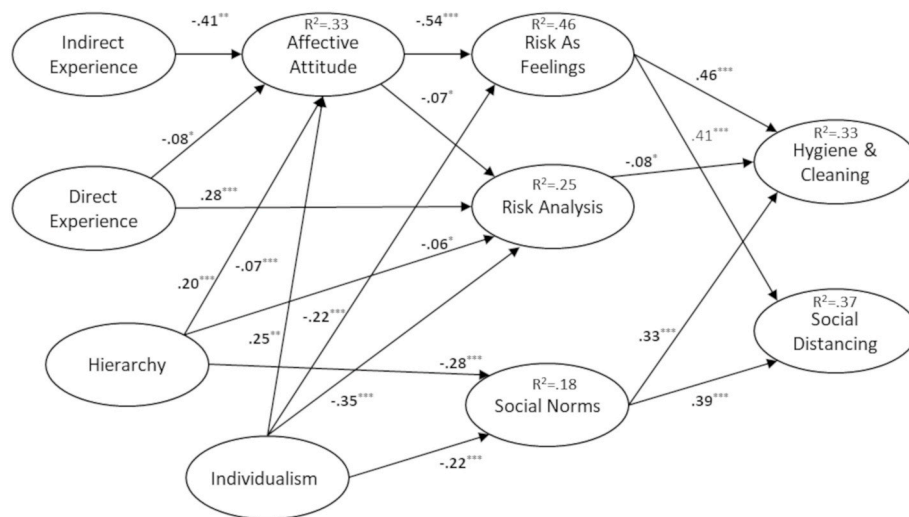 -.41**
R²=.33
-.54***
R²=.46
Indirect
Experience
Affective
Attitude
Risk As
Feelings
.46***
-.07*
.41***
R²=.33
Hygiene &
Cleaning
-.08*
-.08*
R²=.25
Risk Analysis
Direct
Experience
.28***
-.06*
.20***
-.07***
R²=.37
Social
Distancing
-.22***
.25**
.33***
Hierarchy
-.28***
R²=.18
Social Norms
-.35***
.39***
-.22***
Individualism